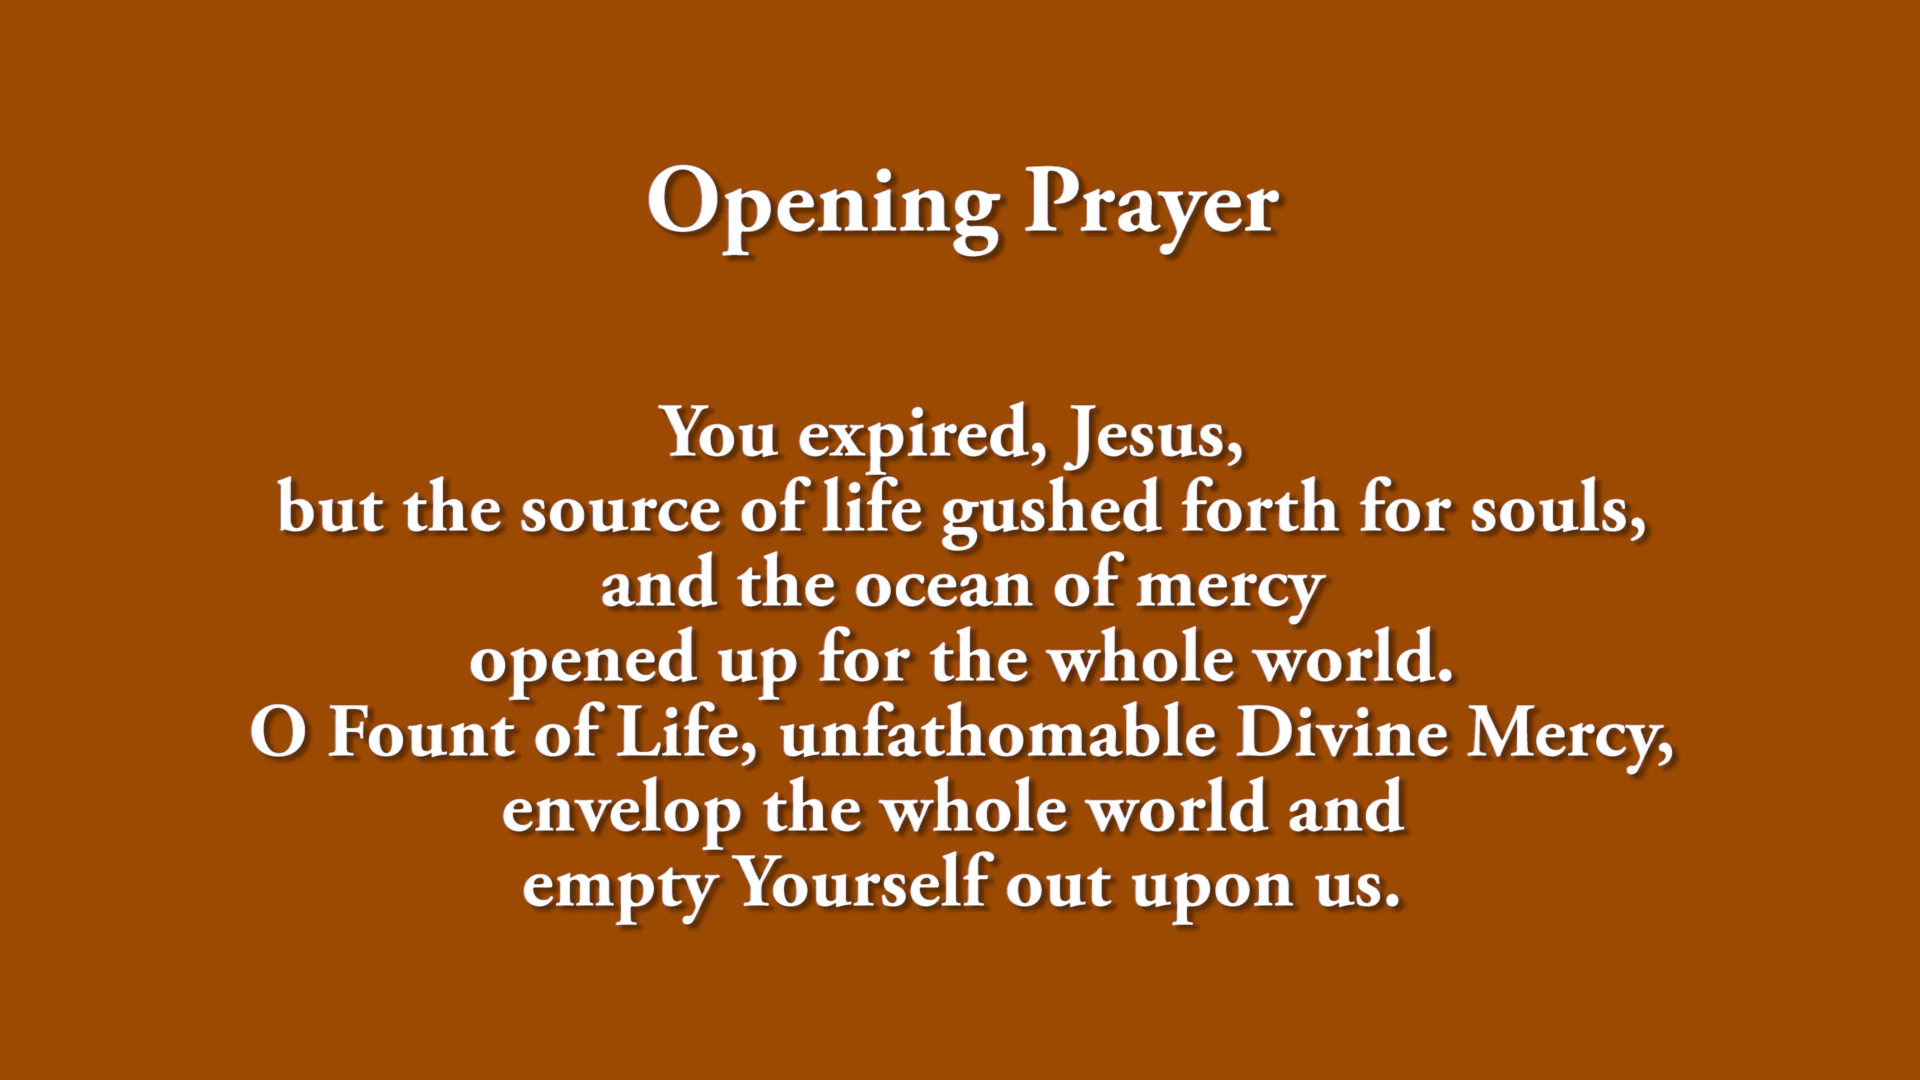 Opening Prayer
You expired, Jesus,
but the source of life gushed forth for souls,
and the ocean of mercy
opened up for the whole world.
O Fount of Life, unfathomable Divine Mercy,
envelop the whole world and
empty Yourself out upon us.